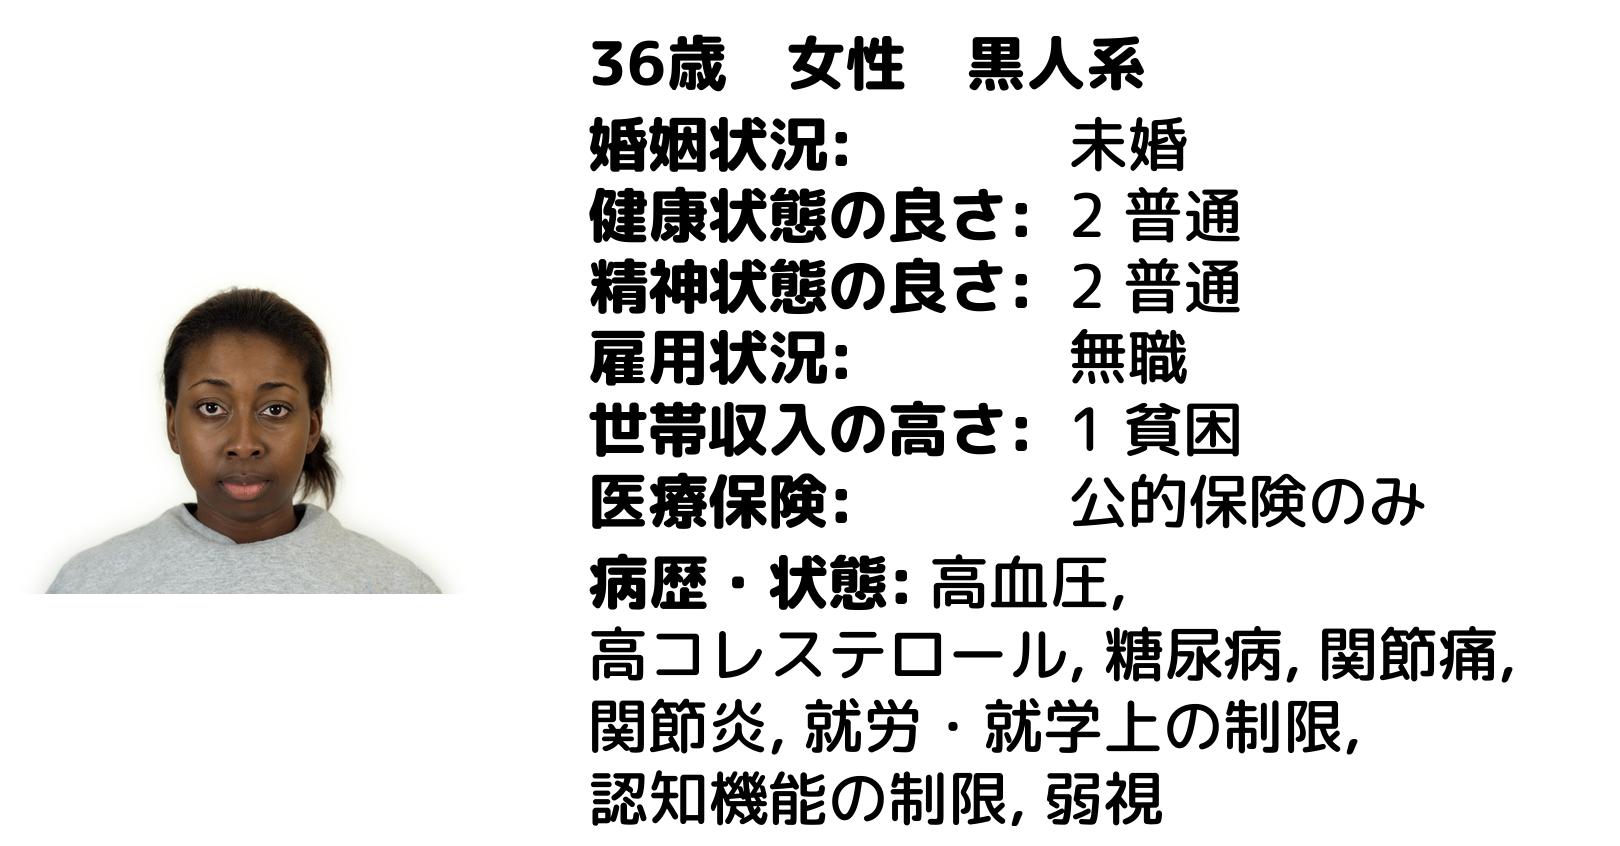 36歳　女性　黒人系
婚姻状況: 未婚
健康状態の良さ: 2 普通
精神状態の良さ: 2 普通
雇用状況: 無職
世帯収入の高さ: 1 貧困
医療保険: 公的保険のみ
病歴・状態: 高血圧,
高コレステロール, 糖尿病, 関節痛,
関節炎, 就労・就学上の制限,
認知機能の制限, 弱視